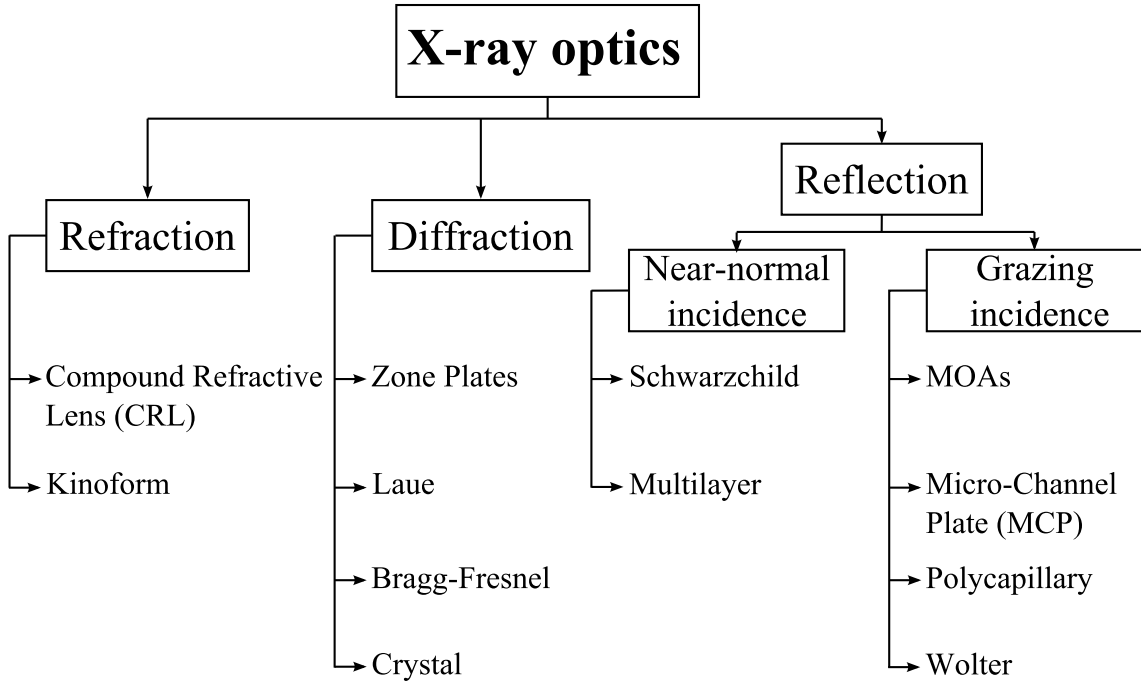 X-ray optics
Refraction
Compound Refractive
Lens (CRL)
Kinoform
Diffraction
Zone Plates
Laue
Bragg-Fresnel
Crystal
Reflection
Near-normal
incidence
Schwarzchild
Multilayer
Grazing
incidence
MOAs
Micro-Channel
Plate (MCP)
Polycapillary
Wolter